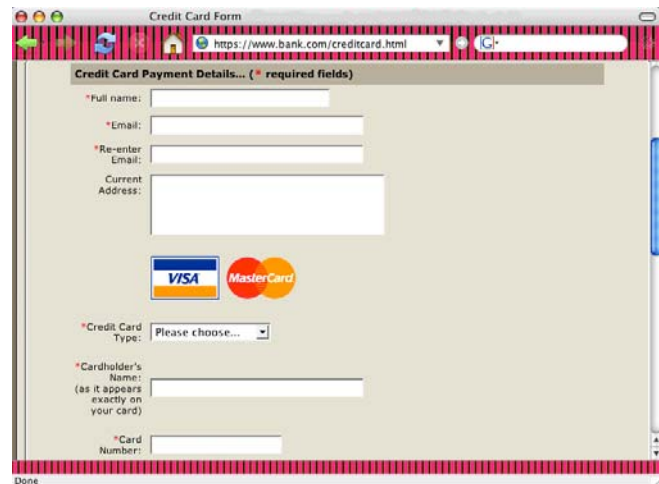 Credit Card Form
https://www.bank.com/creditcard.html
G
Credit Card Payment Details... (* required fields)
*Full name:
*Email:
*Re-enter
Email:
Current
Address:
VISA
MasterCard
*Credit Card
Type:
Please choose...
*Cardholder's
Name:
(as it appears
exactly on
your card)
*Card
Number:
Done